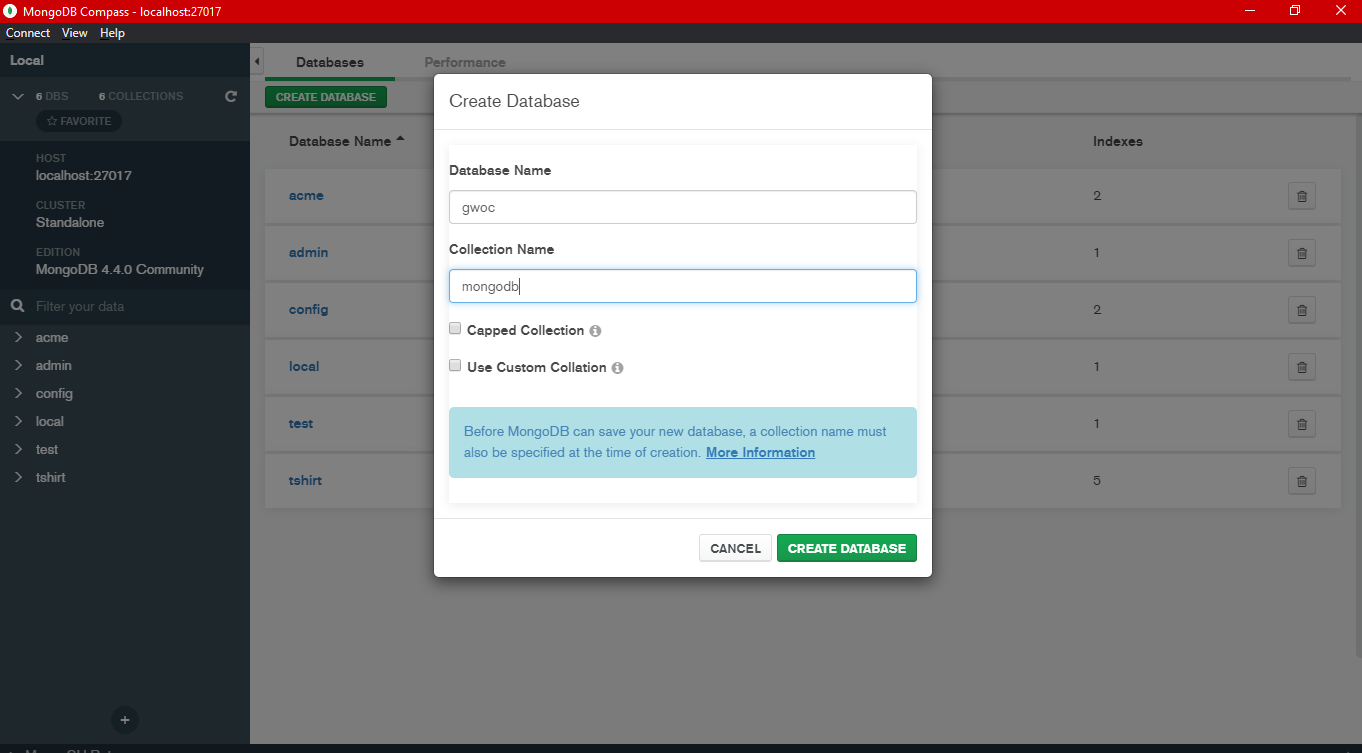 MongoDB Compass - localhost:27017
Connect View Help
Local
6 DBS 6 COLLECTIONS
FAVORITE
HOST
localhost:27017
CLUSTER
Standalone
EDITION
MongoDB 4.4.0 Community
Filter your data
acme
admin
config
local
test
tshirt
Databases Performance
CREATE DATABASE
Database Name Indexes
acme 2
admin 1
config 2
local 1
test 1
tshirt 5
Create Database
Database Name
gwoc
Collection Name
mongodb
Capped Collection
Use Custom Collation
Before MongoDB can save your new database, a collection name must
also be specified at the time of creation. More Information
CANCEL CREATE DATABASE